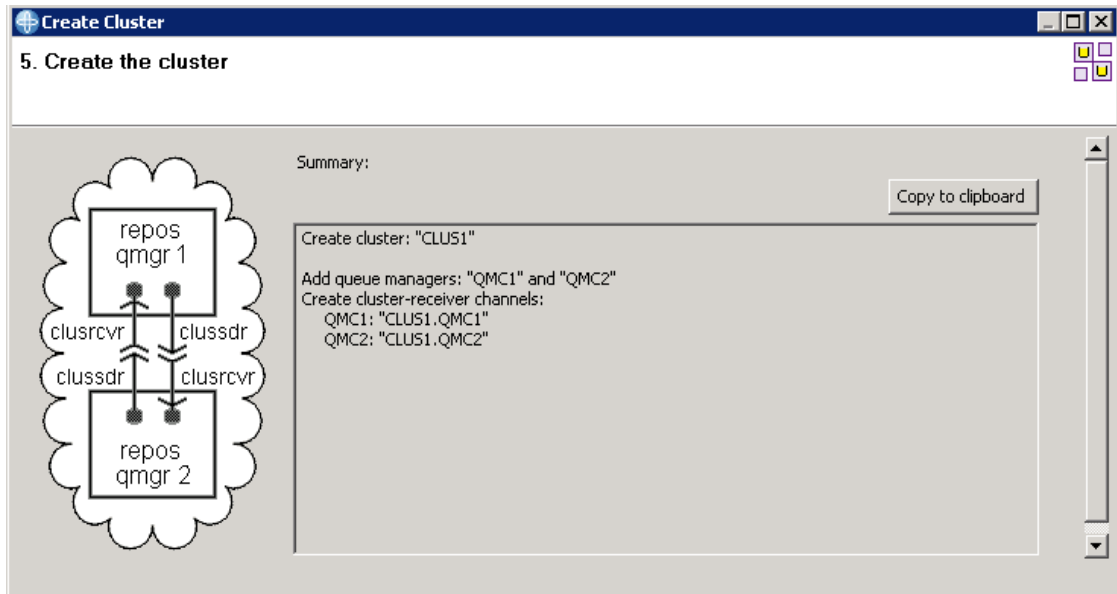 Create Cluster
5. Create the cluster
Summary:
Copy to clipboard
repos
qmgr 1
clusrcvr
clussdr
clussdr
clusrcvr
repos
qmgr 2
Create cluster: "CLUS1"
Add queue managers: "QMC1" and "QMC2"
Create cluster-receiver channels:
QMC1: "CLUS1.QMC1"
QMC2: "CLUS1.QMC2"